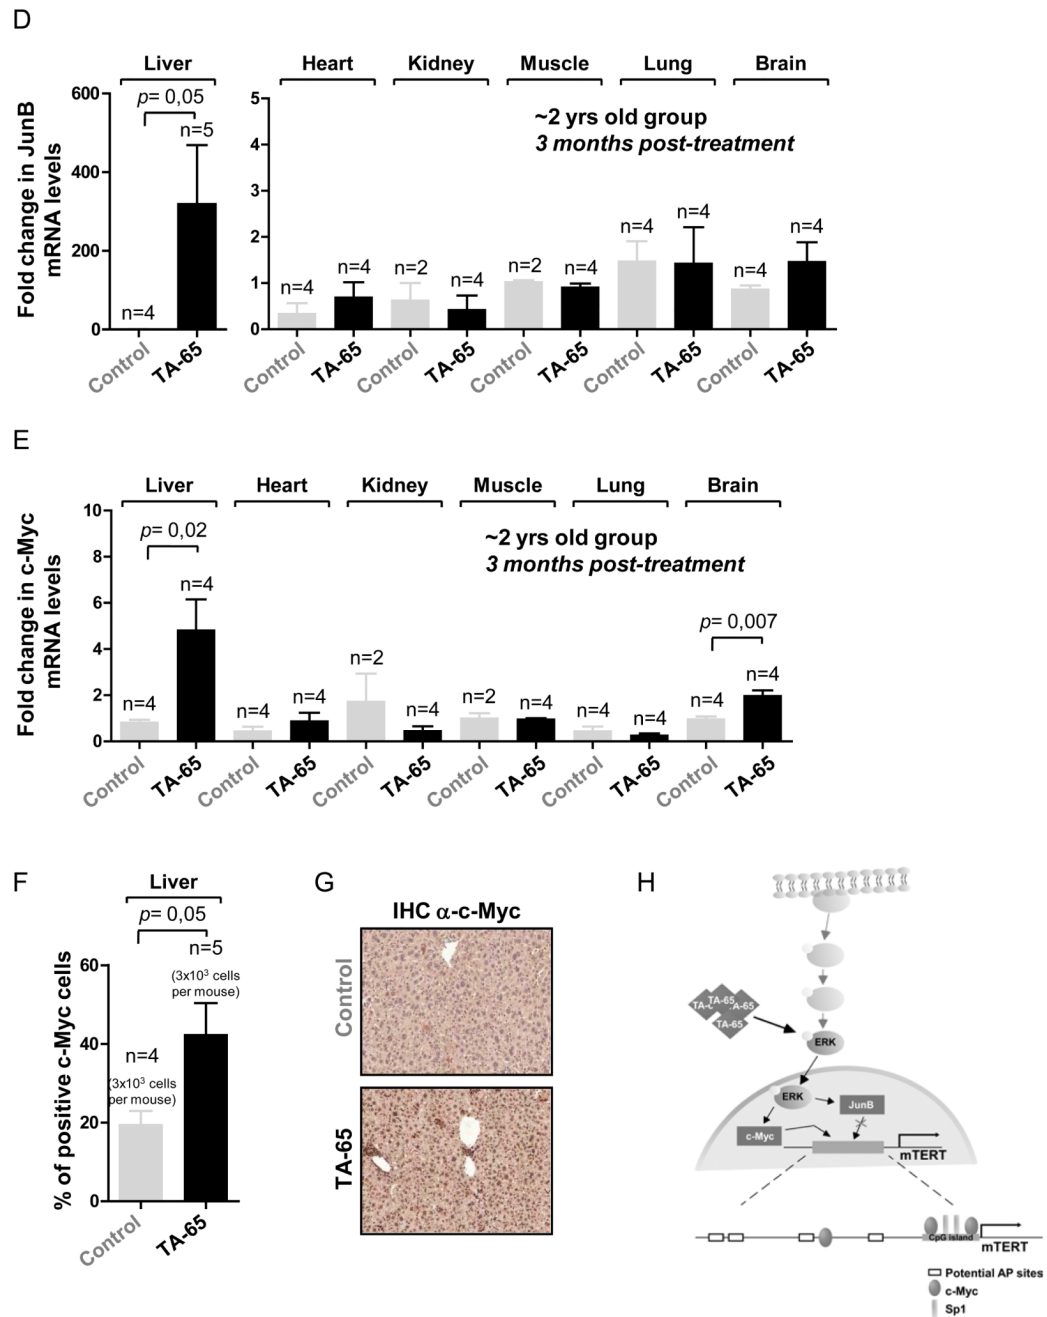 D
Liver
Heart
Kidney
Muscle
Lung
Brain
Fold change in JunB
mRNA levels
600
400
200
0
p= 0,05
n=5
n=4
Control
TA-65
5
4
3
2
1
0
~2 yrs old group
3 months post-treatment
n=4
n=4
n=2
n=4
n=2
n=4
n=4
n=4
n=4
n=4
Control
TA-65
Control
TA-65
Control
TA-65
Control
TA-65
Control
TA-65
E
Liver
Heart
Kidney
Muscle
Lung
Brain
Fold change in c-Myc
mRNA levels
10
8
6
4
2
0
~2 yrs old group
3 months post-treatment
p= 0,02
p= 0,007
n=4
n=4
n=4
n=4
n=2
n=4
n=2
n=4
n=4
n=4
n=4
n=4
Control
TA-65
Control
TA-65
Control
TA-65
Control
TA-65
Control
TA-65
Control
TA-65
F
Liver
p= 0,05
% of positive c-Myc cells
60
40
20
0
n=5
(3x10³ cells
per mouse)
n=4
(3x10³ cells
per mouse)
Control
TA-65
G
IHC α-c-Myc
Control
TA-65
H
TA-65
TA-65
ERK
ERK
JunB
c-Myc
mTERT
CpG island
mTERT
Potential AP sites
c-Myc
Sp1